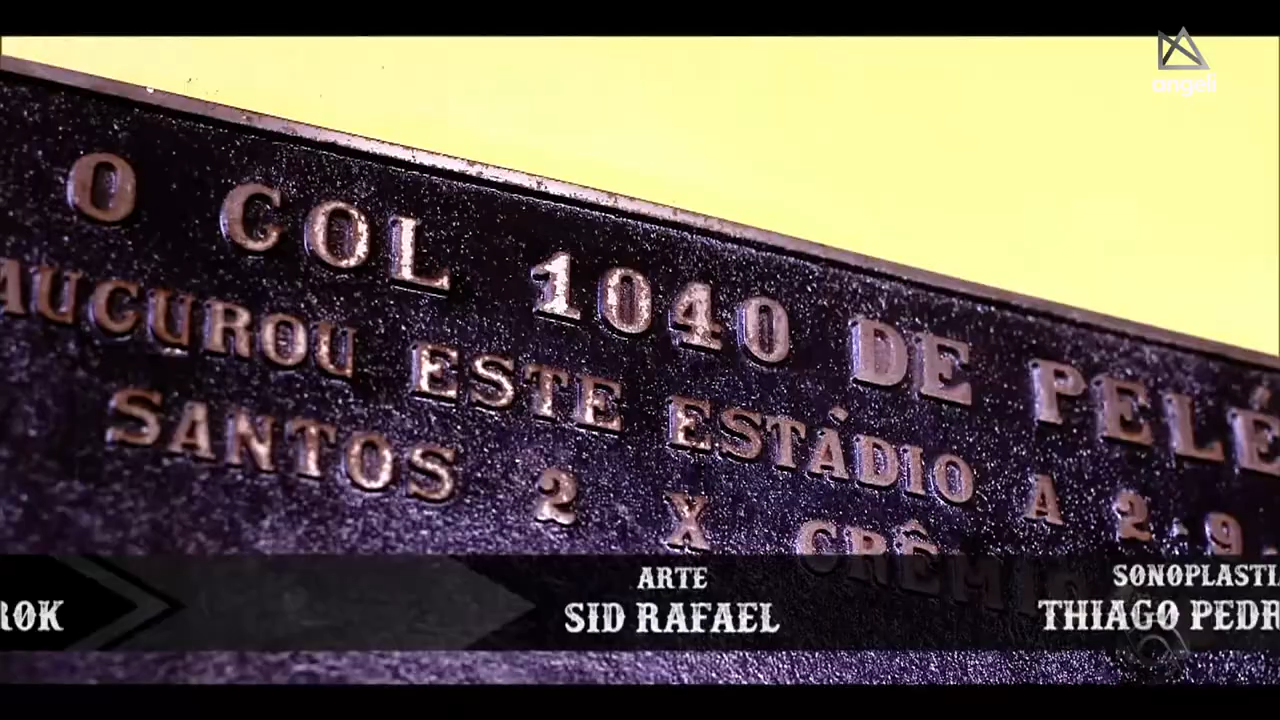 angeli
O GOL 1040 DE PELÉ
AUGUROU ESTE ESTÁDIO A 2·9·
SANTOS 2 X GRÊMI
ARTE
SID RAFAEL
SONOPLASTI
THIAGO PEDR
ROK